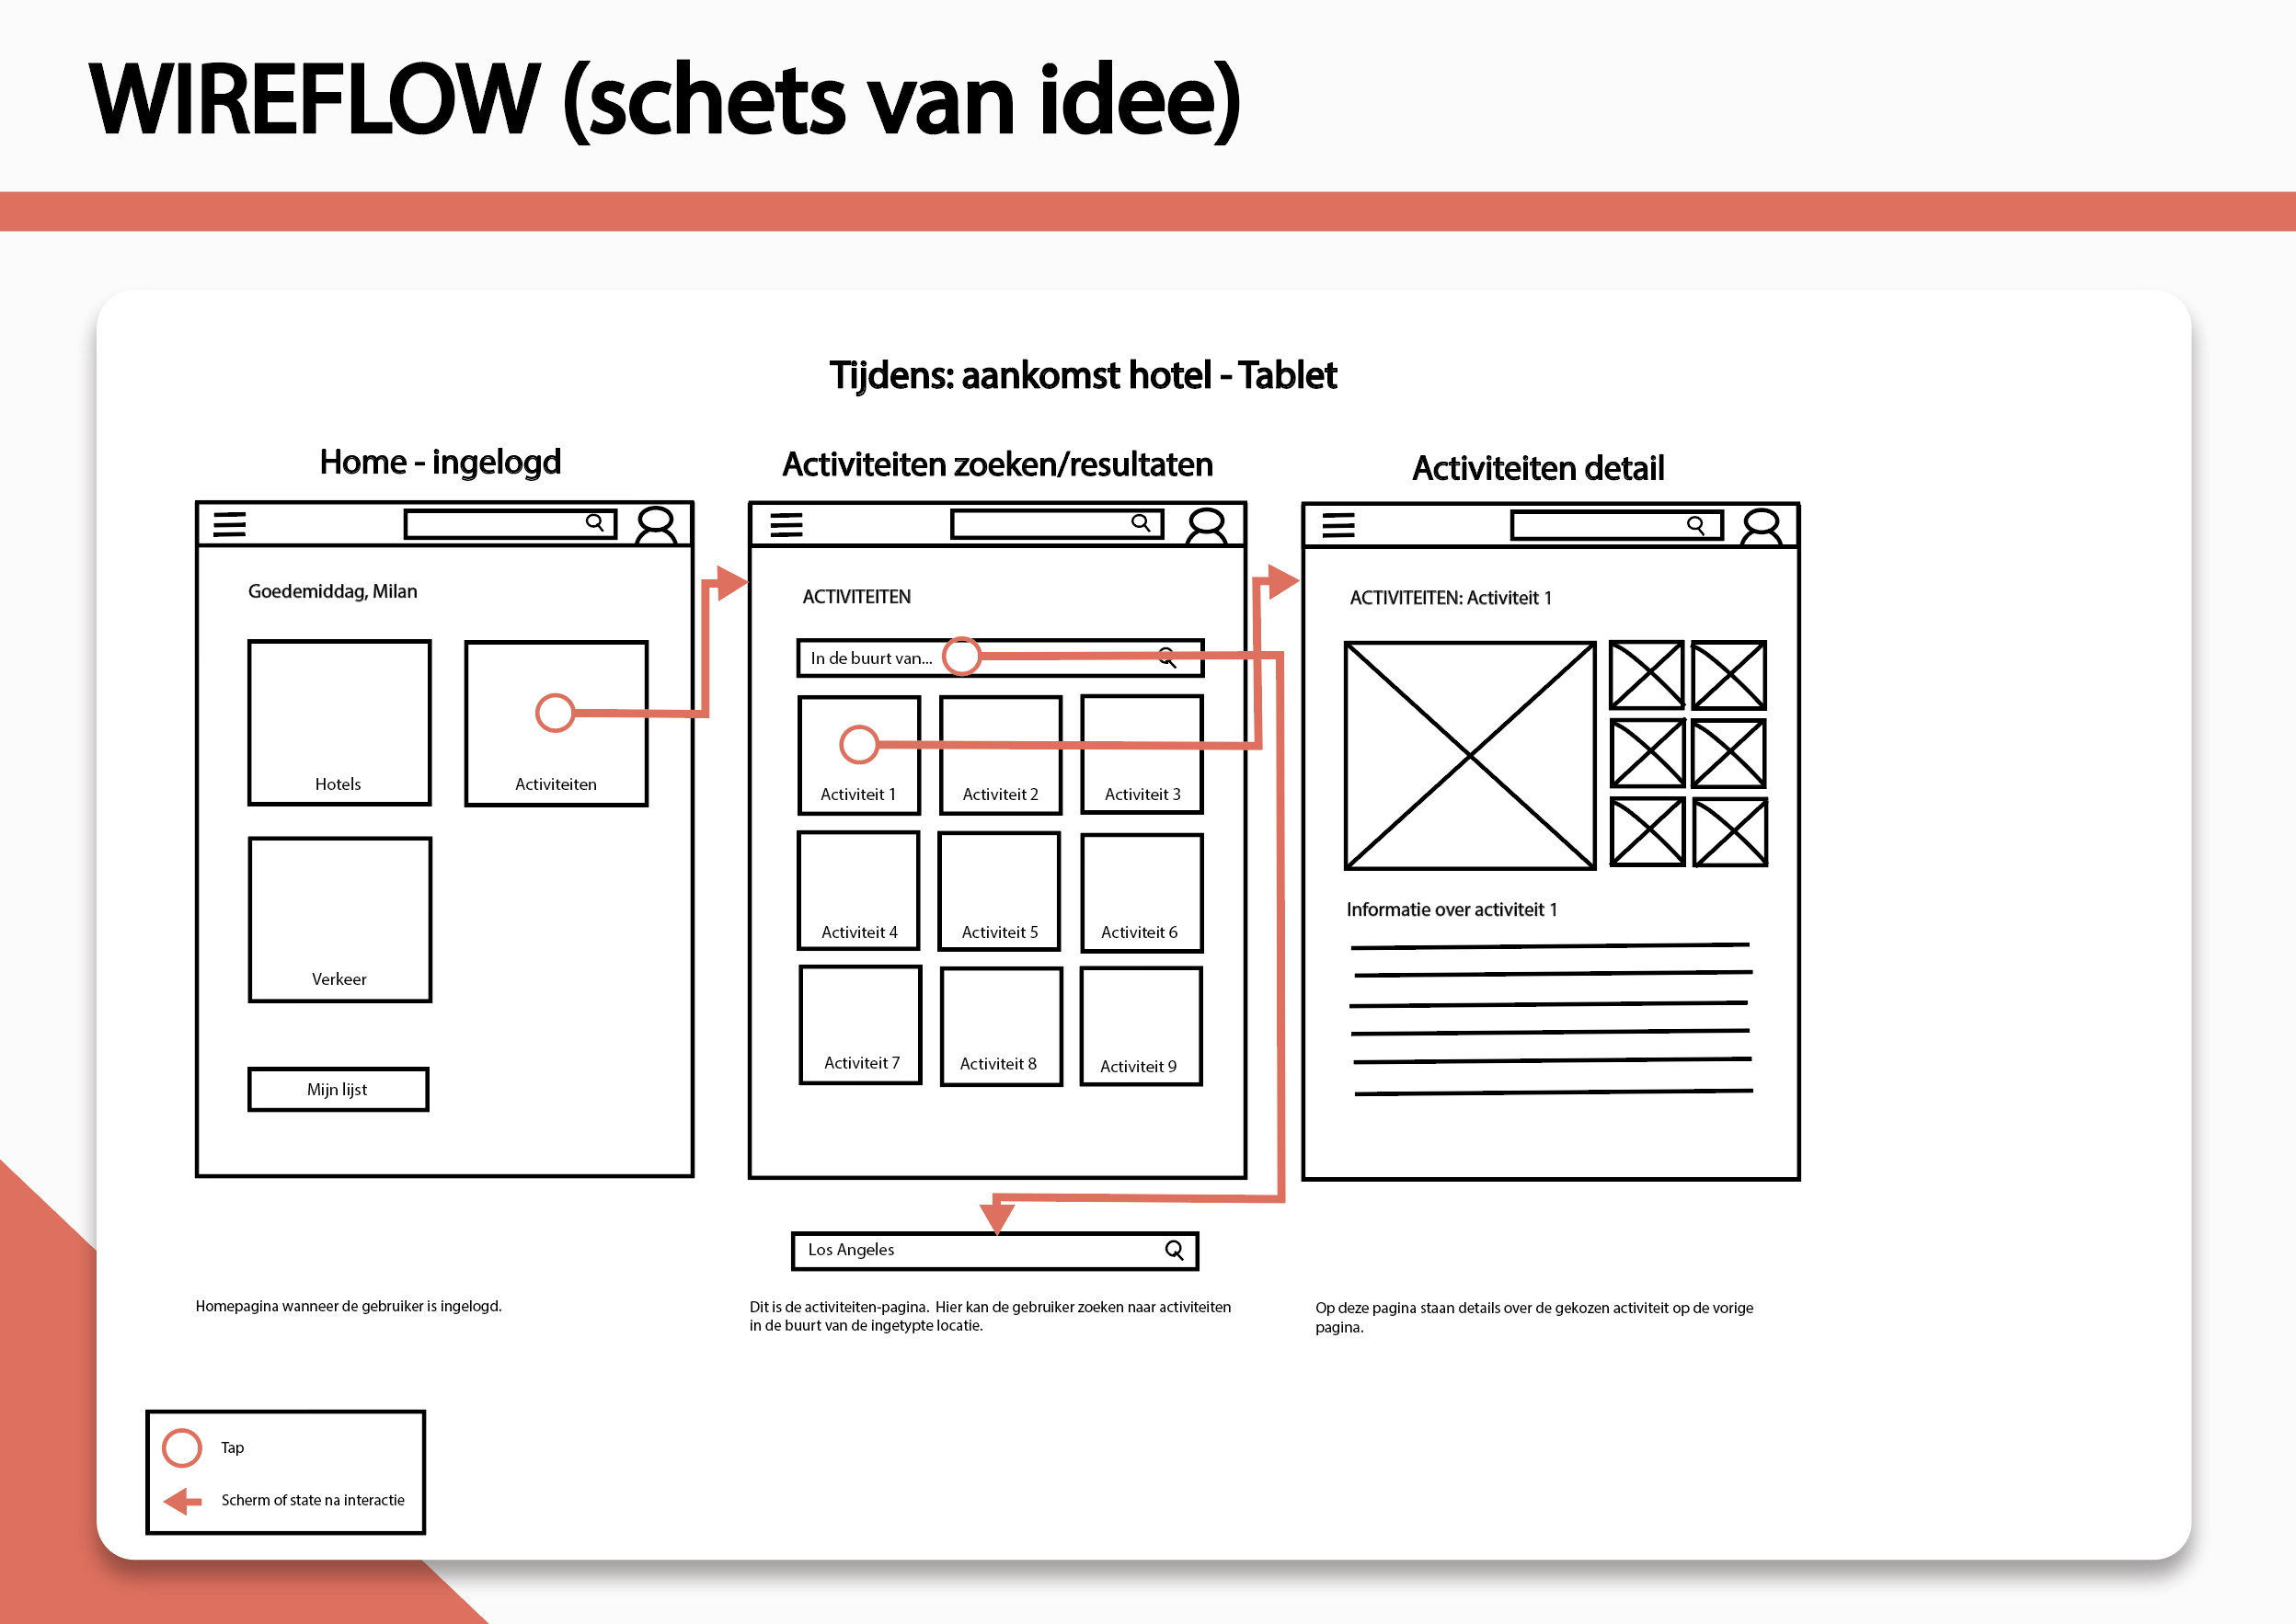 WIREFLOW (schets van idee)
Tijdens: aankomst hotel - Tablet
Home - ingelogd
Goedemiddag, Milan
Hotels
Activiteiten
Verkeer
Mijn lijst
Homepagina wanneer de gebruiker is ingelogd.
Activiteiten zoeken/resultaten
ACTIVITEITEN
In de buurt van...
Activiteit 1
Activiteit 2
Activiteit 3
Activiteit 4
Activiteit 5
Activiteit 6
Activiteit 7
Activiteit 8
Activiteit 9
Los Angeles
Dit is de activiteiten-pagina. Hier kan de gebruiker zoeken naar activiteiten
in de buurt van de ingetypte locatie.
Activiteiten detail
ACTIVITEITEN: Activiteit 1
Informatie over activiteit 1
Op deze pagina staan details over de gekozen activiteit op de vorige
pagina.
Tap
Scherm of state na interactie